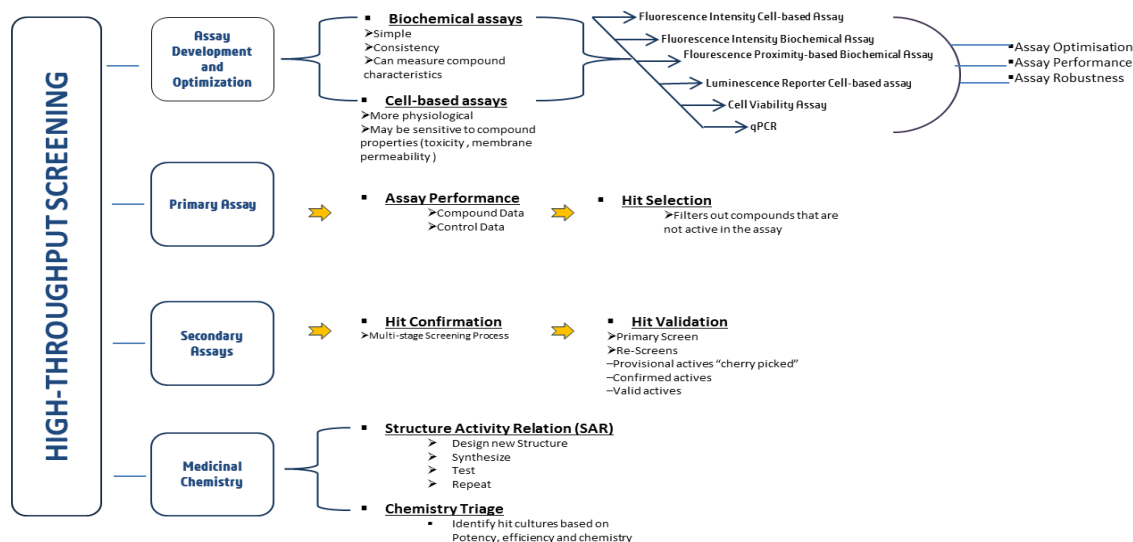 HIGH-THROUGHPUT SCREENING
Assay
Development
and
Optimization
▪ Biochemical assays
➢Simple
➢Consistency
➢Can measure compound
characteristics
▪ Cell-based assays
➢More physiological
➢May be sensitive to compound
properties (toxicity , membrane
permeability )
Fluorescence Intensity Cell-based Assay
Fluorescence Intensity Biochemical Assay
Flourescence Proximity-based Biochemical Assay
Luminescence Reporter Cell-based assay
Cell Viability Assay
qPCR
▪Assay Optimisation
▪Assay Performance
▪Assay Robustness
Primary Assay
▪ Assay Performance
➢Compound Data
➢Control Data
▪ Hit Selection
➢Filters out compounds that are
not active in the assay
Secondary
Assays
▪ Hit Confirmation
➢Multi-stage Screening Process
▪ Hit Validation
➢Primary Screen
➢Re-Screens
–Provisional actives “cherry picked”
–Confirmed actives
–Valid actives
Medicinal
Chemistry
▪ Structure Activity Relation (SAR)
➢ Design new Structure
➢ Synthesize
➢ Test
➢ Repeat
▪ Chemistry Triage
▪ Identify hit cultures based on
Potency, efficiency and chemistry